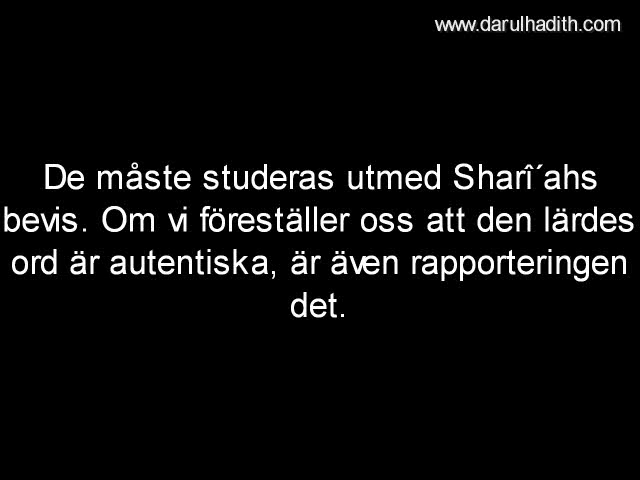 www.darulhadith.com
De måste studeras utmed Sharî´ahs
bevis. Om vi föreställer oss att den lärdes
ord är autentiska, är även rapporteringen
det.